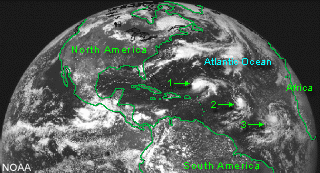 North America
Atlantic Ocean
1
Africa
2
3
NOAA
South America